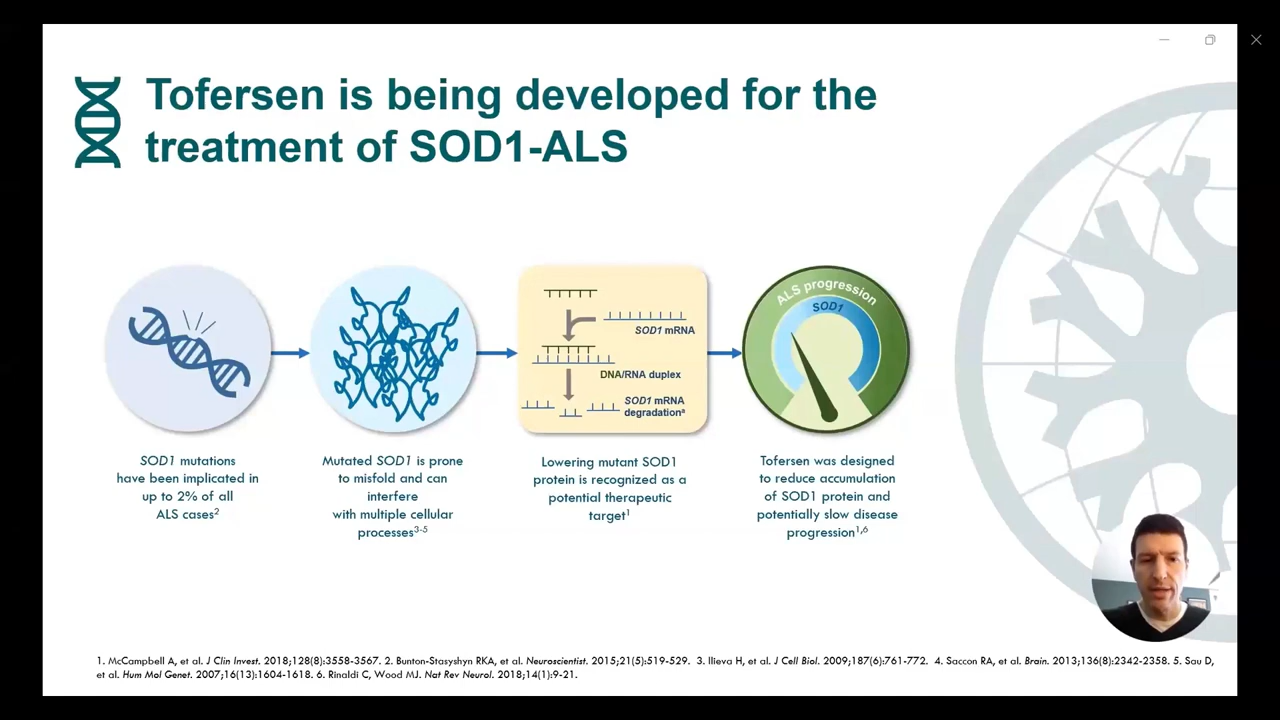 Tofersen is being developed for the
treatment of SOD1-ALS
SOD1 mRNA
DNA/RNA duplex
SOD1 mRNA
degradationᵃ
ALS progression
SOD1
SOD1 mutations
have been implicated in
up to 2% of all
ALS cases²
Mutated SOD1 is prone
to misfold and can
interfere
with multiple cellular
processes³⁻⁵
Lowering mutant SOD1
protein is recognized as a
potential therapeutic
target¹
Tofersen was designed
to reduce accumulation
of SOD1 protein and
potentially slow disease
progression¹,⁶
1. McCampbell A, et al. J Clin Invest. 2018;128(8):3558-3567. 2. Bunton-Stasyshyn RKA, et al. Neuroscientist. 2015;21(5):519-529. 3. Ilieva H, et al. J Cell Biol. 2009;187(6):761-772. 4. Saccon RA, et al. Brain. 2013;136(8):2342-2358. 5. Sau D,
et al. Hum Mol Genet. 2007;16(13):1604-1618. 6. Rinaldi C, Wood MJ. Nat Rev Neurol. 2018;14(1):9-21.